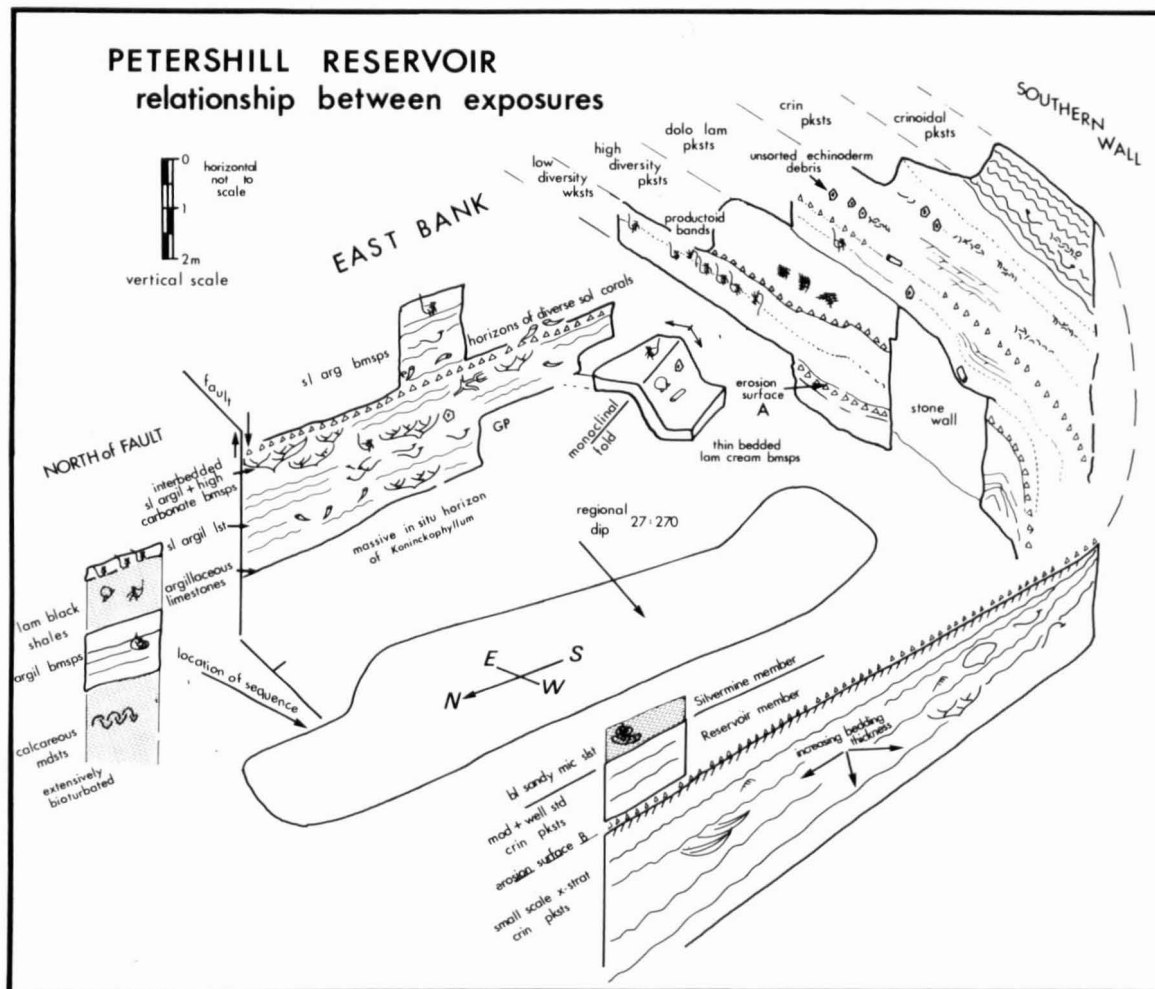 PETERSHILL RESERVOIR
relationship between exposures
0
1
2m
horizontal
not to
scale
vertical scale
EAST BANK
SOUTHERN
WALL
low
diversity
wksts
high
diversity
pksts
dolo lam
pksts
crin
pksts
crinoidal
pksts
unsorted echinoderm
debris
productoid
bands
sl arg bmsps
horizons of diverse sol corals
fault
NORTH of FAULT
interbedded
sl argil + high
carbonate bmsps
sl argil lst
argillaceous
limestones
GP
massive in situ horizon
of Koninckophyllum
monoclinal
fold
erosion
surface
A
thin bedded
lam cream bmsps
stone
wall
regional
dip 27:270
lam black
shales
argil bmsps
calcareous
mdsts
extensively
bioturbated
location of sequence
E
S
N
W
Silvermine member
Reservoir member
increasing bedding
thickness
bl sandy mic slst
mod + well std
crin pksts
erosion surface B
small scale x-strat
crin pksts